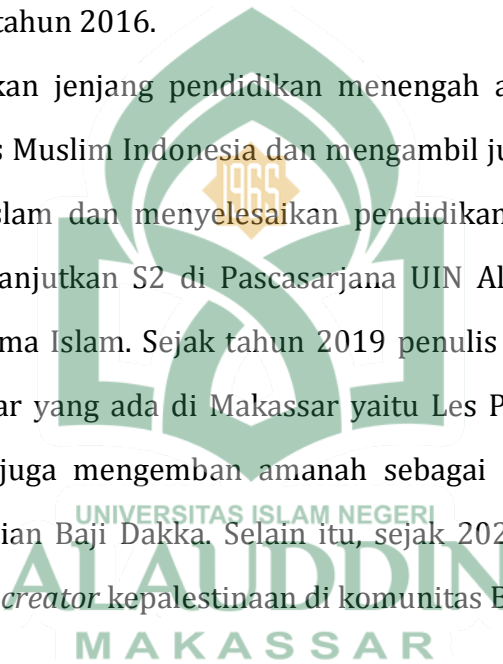 tahun 2016.
kan jenjang pendidikan menengah a
s Muslim Indonesia dan mengambil ju
1965
slam dan menyelesaikan pendidikan
anjutkan S2 di Pascasarjana UIN Al
ma Islam. Sejak tahun 2019 penulis
ar yang ada di Makassar yaitu Les P
juga mengemban amanah sebagai
UNIVERSITAS ISLAM NEGERI
ian Baji Dakka. Selain itu, sejak 202
ALAUDDIN
creator kepalestinaan di komunitas B
MAKASSAR